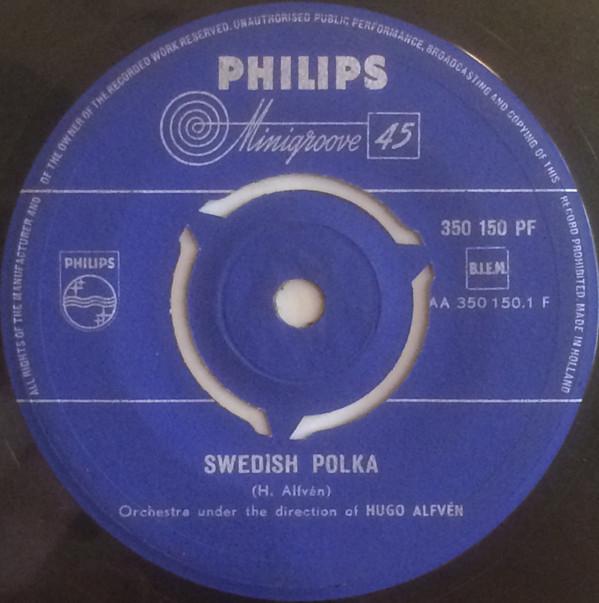 ALL RIGHTS OF THE MANUFACTURER AND OF THE OWNER OF THE RECORDED WORK RESERVED. UNAUTHORISED PUBLIC PERFORMANCE, BROADCASTING AND COPYING OF THIS RECORD PROHIBITED. MADE IN HOLLAND
PHILIPS
Minigroove 45
350 150 PF
PHILIPS
B.I.E.M.
AA 350 150.1 F
SWEDISH POLKA
(H. Alfvén)
Orchestra under the direction of HUGO ALFVÉN